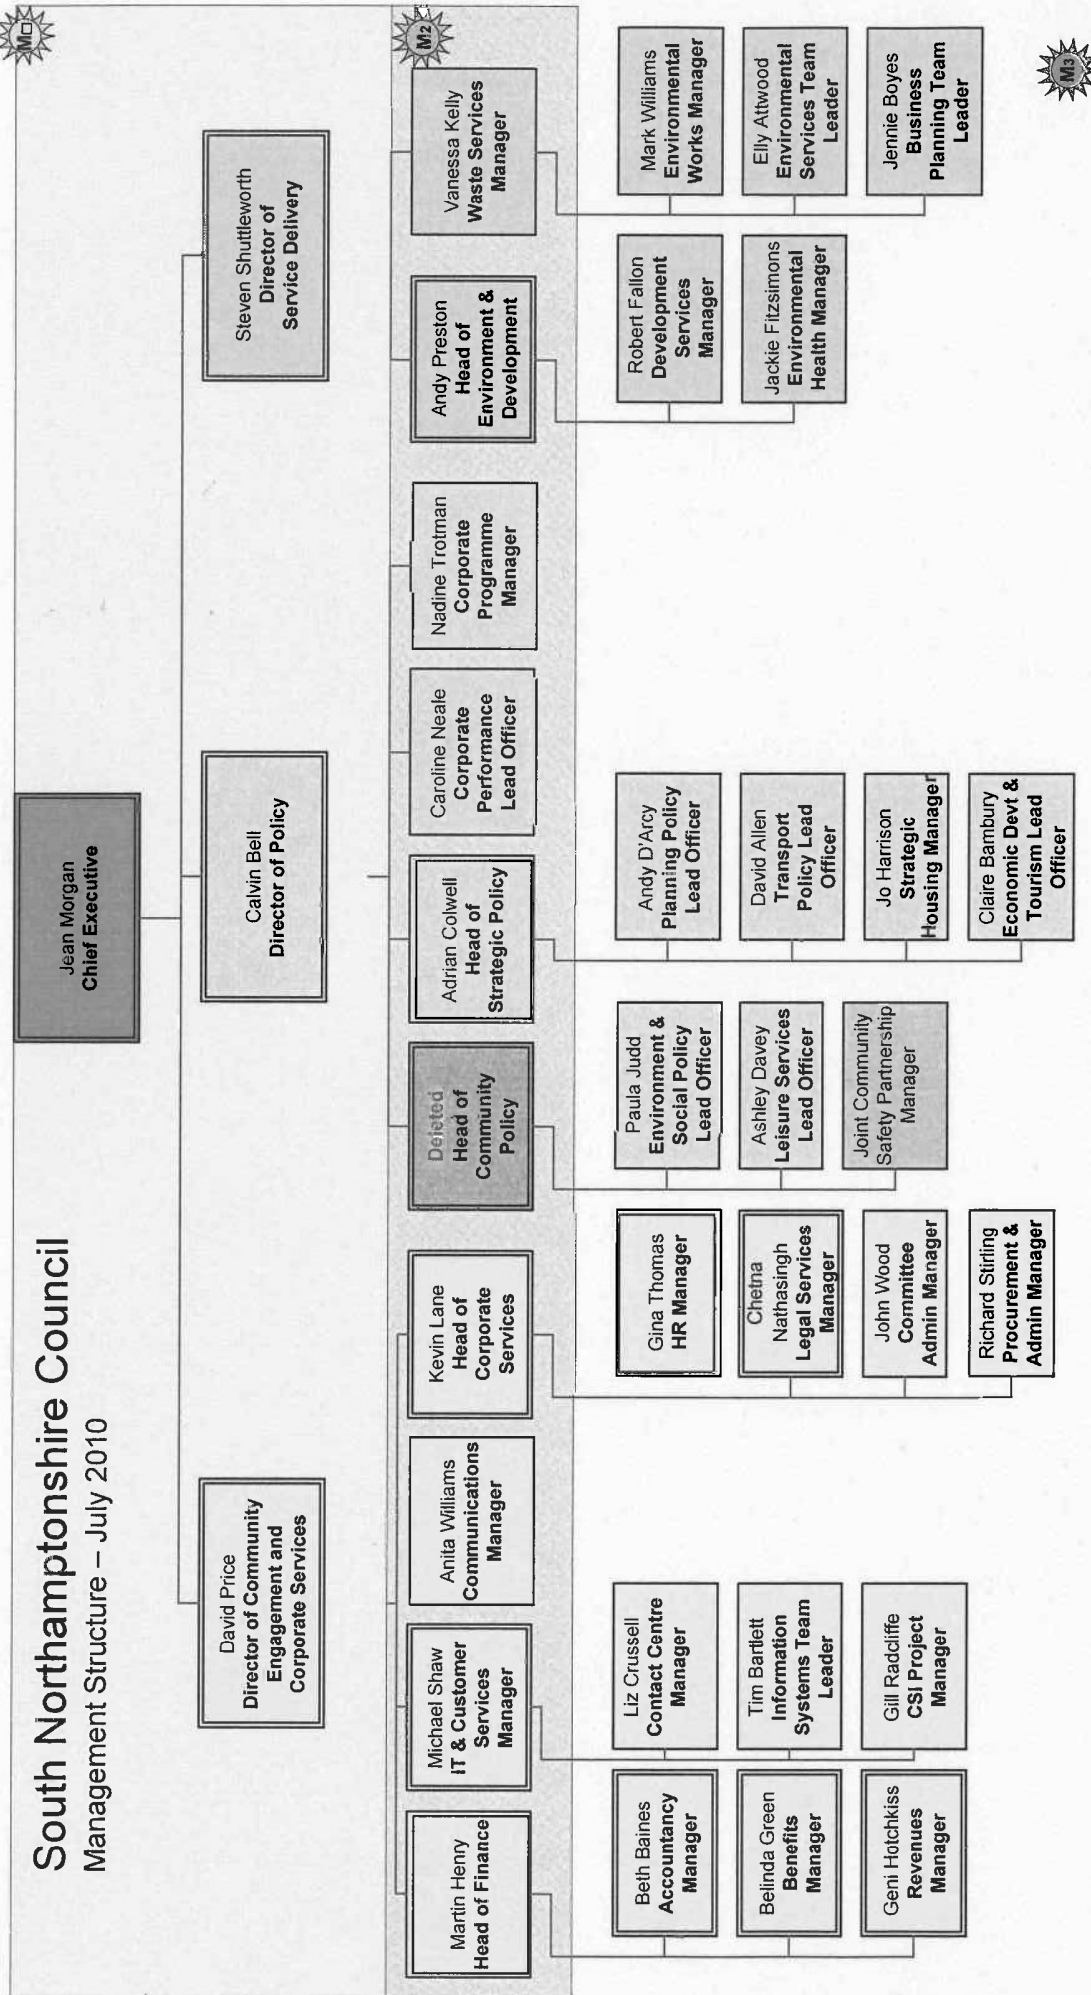 South Northamptonshire Council
Management Structure – July 2010
Jean Morgan
Chief Executive
David Price
Director of Community
Engagement and
Corporate Services
Calvin Bell
Director of Policy
Steven Shuttleworth
Director of
Service Delivery
M2
Martin Henry
Head of Finance
Michael Shaw
IT & Customer
Services
Manager
Anita Williams
Communications
Manager
Kevin Lane
Head of
Corporate
Services
Deleted
Head of
Community
Policy
Adrian Colwell
Head of
Strategic Policy
Caroline Neale
Corporate
Performance
Lead Officer
Nadine Trotman
Corporate
Programme
Manager
Andy Preston
Head of
Environment &
Development
Vanessa Kelly
Waste Services
Manager
Beth Baines
Accountancy
Manager
Belinda Green
Benefits
Manager
Geni Hotchkiss
Revenues
Manager
Liz Crussell
Contact Centre
Manager
Tim Bartlett
Information
Systems Team
Leader
Gill Radcliffe
CSI Project
Manager
Gina Thomas
HR Manager
Chetna
Nathasingh
Legal Services
Manager
John Wood
Committee
Admin Manager
Richard Stirling
Procurement &
Admin Manager
Paula Judd
Environment &
Social Policy
Lead Officer
Ashley Davey
Leisure Services
Lead Officer
Joint Community
Safety Partnership
Manager
Andy D'Arcy
Planning Policy
Lead Officer
David Allen
Transport
Policy Lead
Officer
Jo Harrison
Strategic
Housing Manager
Claire Bambury
Economic Devt &
Tourism Lead
Officer
Robert Fallon
Development
Services
Manager
Jackie Fitzsimons
Environmental
Health Manager
Mark Williams
Environmental
Works Manager
Elly Attwood
Environmental
Services Team
Leader
Jennie Boyes
Business
Planning Team
Leader
M3